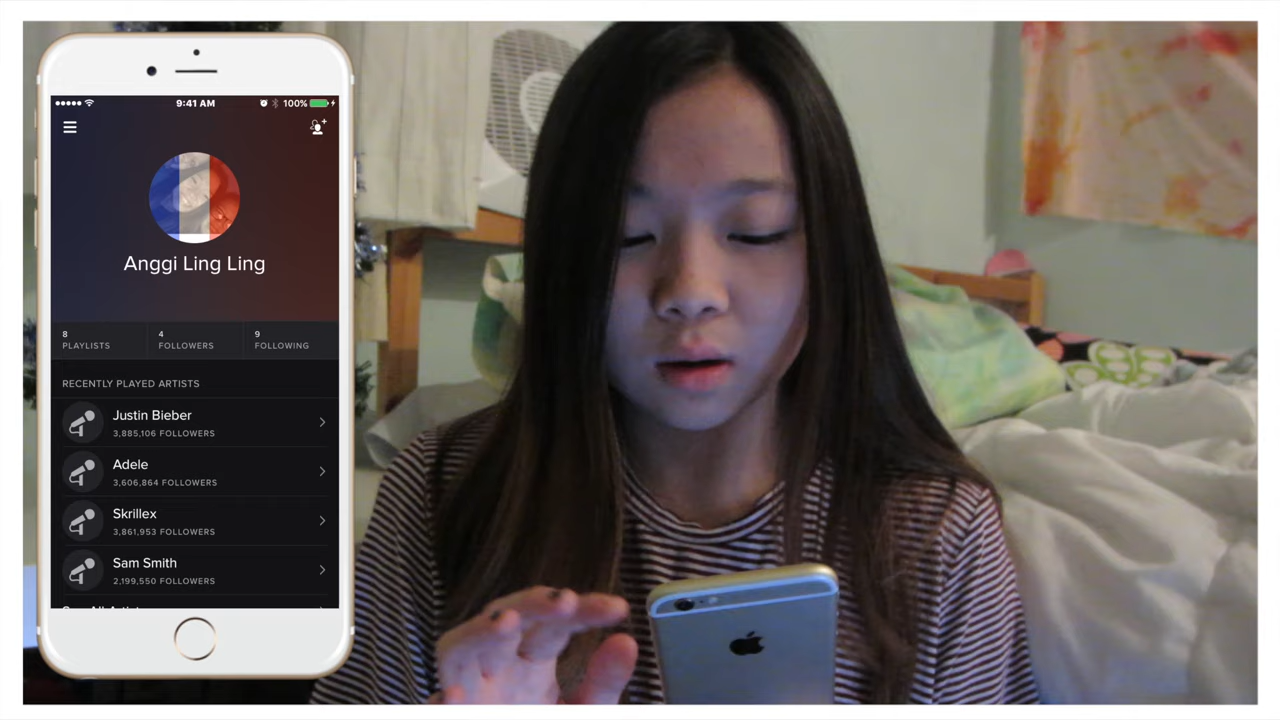 9:41 AM
100%
Anggi Ling Ling
8
PLAYLISTS
4
FOLLOWERS
9
FOLLOWING
RECENTLY PLAYED ARTISTS
Justin Bieber
3,885,106 FOLLOWERS
Adele
3,606,864 FOLLOWERS
Skrillex
3,861,953 FOLLOWERS
Sam Smith
2,199,550 FOLLOWERS